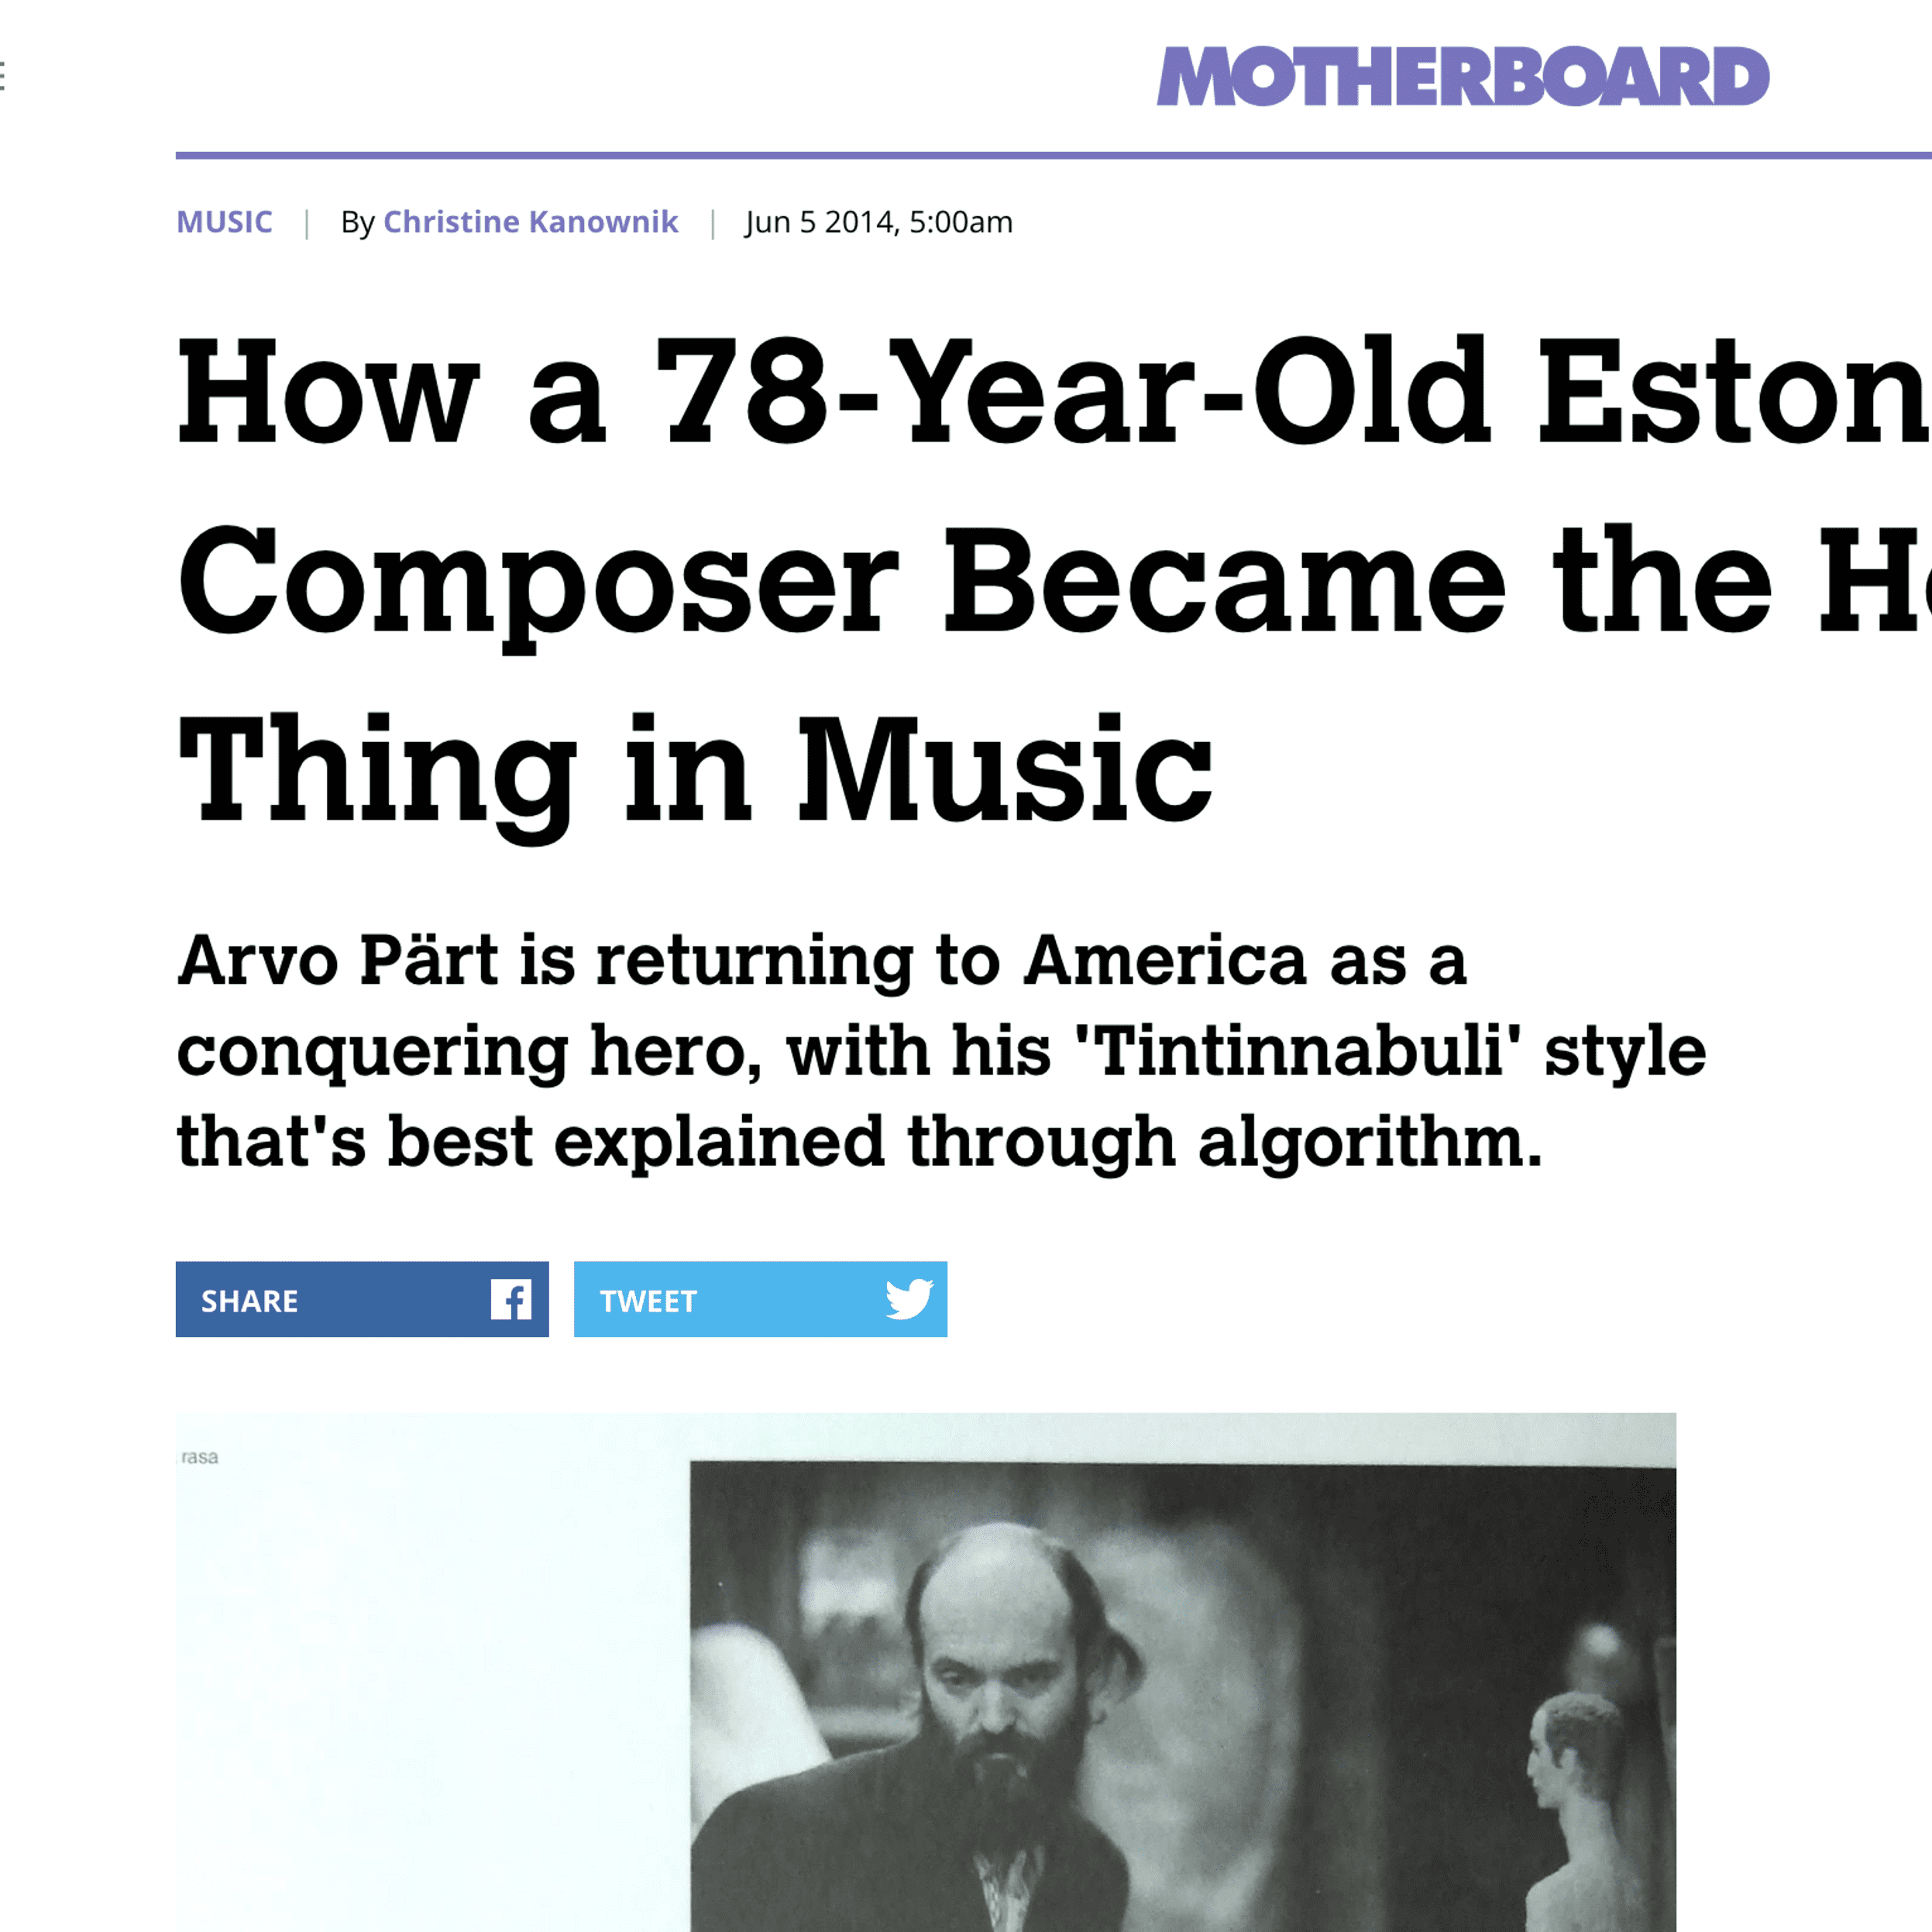 MOTHERBOARD
MUSIC | By Christine Kanownik | Jun 5 2014, 5:00am
How a 78-Year-Old Eston
Composer Became the H
Thing in Music
Arvo Pärt is returning to America as a
conquering hero, with his 'Tintinnabuli' style
that's best explained through algorithm.
SHARE TWEET
rasa